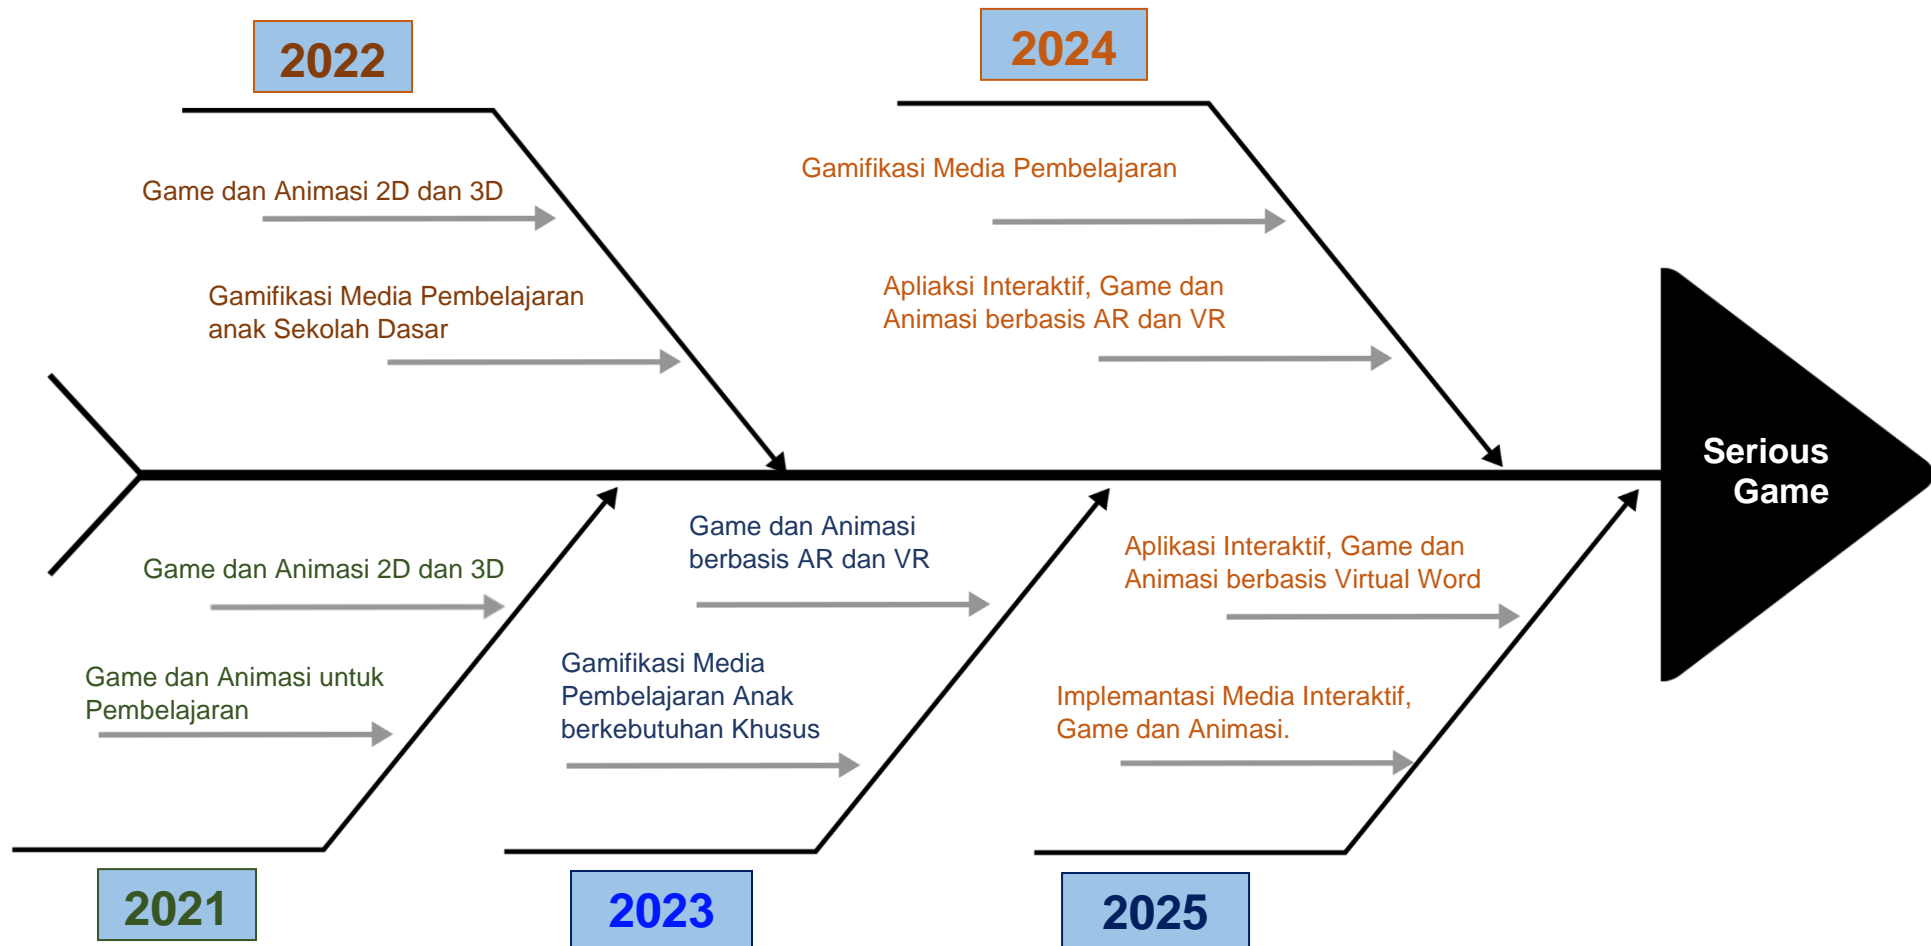 2022
2024
Game dan Animasi 2D dan 3D
Gamifikasi Media Pembelajaran
anak Sekolah Dasar
Gamifikasi Media Pembelajaran
Apliaksi Interaktif, Game dan
Animasi berbasis AR dan VR
Serious
Game
Game dan Animasi 2D dan 3D
Game dan Animasi untuk
Pembelajaran
Game dan Animasi
berbasis AR dan VR
Gamifikasi Media
Pembelajaran Anak
berkebutuhan Khusus
Aplikasi Interaktif, Game dan
Animasi berbasis Virtual Word
Implemantasi Media Interaktif,
Game dan Animasi.
2021
2023
2025